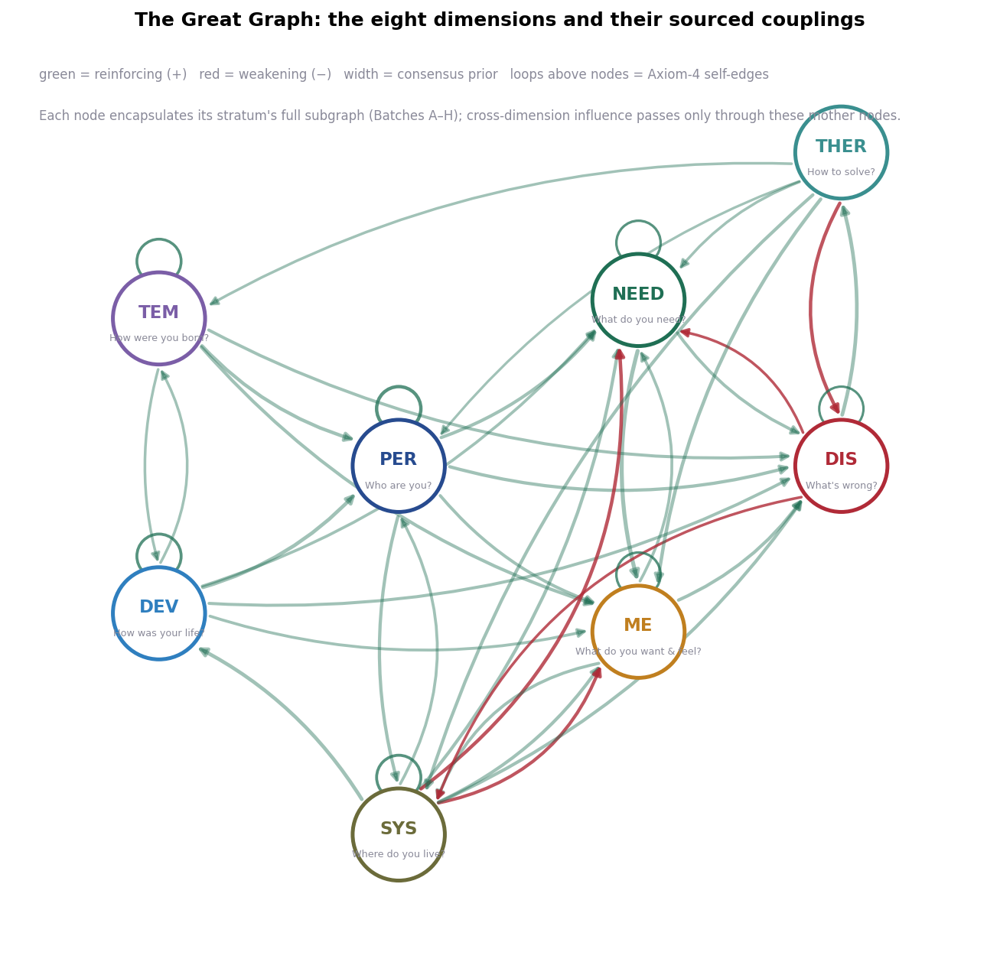 The Great Graph: the eight dimensions and their sourced couplings
green = reinforcing (+)   red = weakening (−)   width = consensus prior   loops above nodes = Axiom-4 self-edges
Each node encapsulates its stratum's full subgraph (Batches A–H); cross-dimension influence passes only through these mother nodes.
THER
How to solve?
NEED
What do you need?
TEM
How were you born?
PER
Who are you?
DIS
What's wrong?
DEV
How was your life?
ME
What do you want & feel?
SYS
Where do you live?